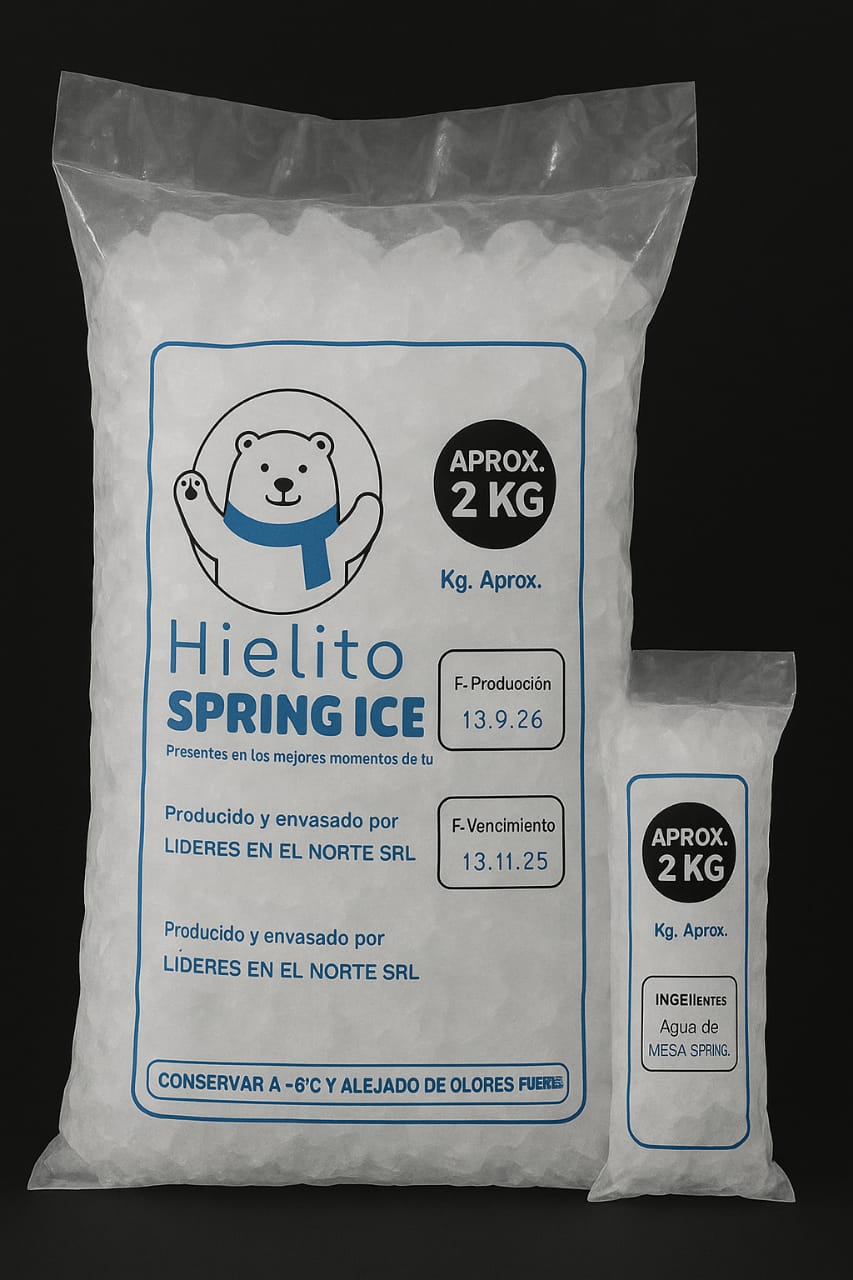 APROX.
2 KG
Kg. Aprox.
Hielito
SPRING ICE
Presentes en los mejores momentos de tu
F- Produoción
13.9.26
F-Vencimiento
13.11.25
Producido y envasado por
LIDERES EN EL NORTE SRL
Producido y envasado por
LÍDERES EN EL NORTE SRL
CONSERVAR A -6°C Y ALEJADO DE OLORES
APROX.
2 KG
Kg. Aprox.
INGEIIENTES
Agua de
MESA SPRING.